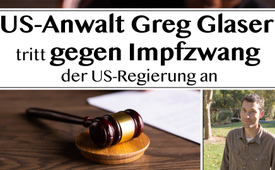 US-Anwalt Greg Glaser
tritt gegen Impfzwang
der US-Regierung an